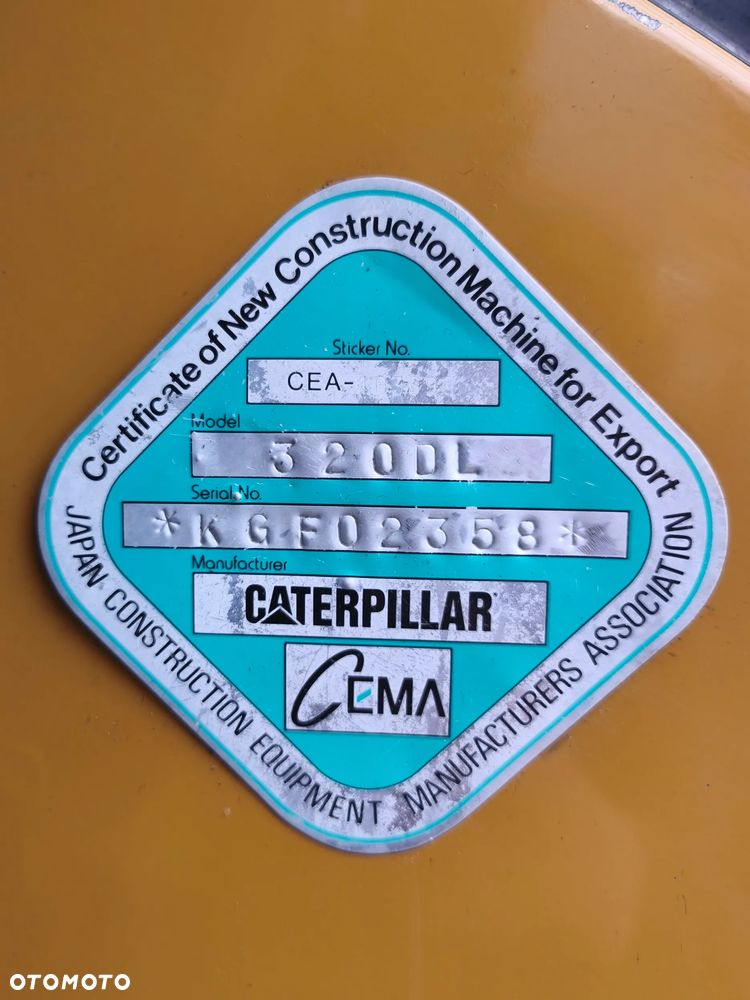 Certificate of New Construction Machine for Export
Sticker No.
CEA-
Model
320DL
Serial No.
*KGF02358*
Manufacturer
CATERPILLAR
CEMA
JAPAN CONSTRUCTION EQUIPMENT MANUFACTURERS ASSOCIATION
OTOMOTO